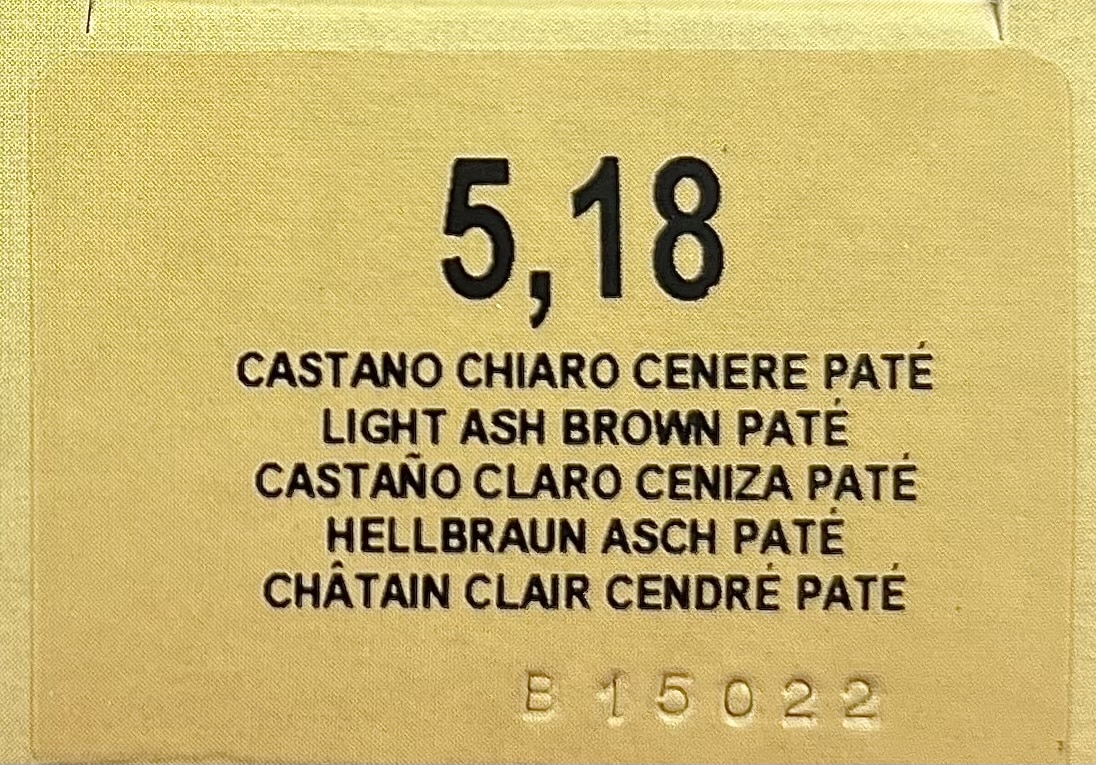 5,18
CASTANO CHIARO CENERE PATÉ
LIGHT ASH BROWN PATÉ
CASTAÑO CLARO CENIZA PATÉ
HELLBRAUN ASCH PATÉ
CHÂTAIN CLAIR CENDRÉ PATÉ
B 15022